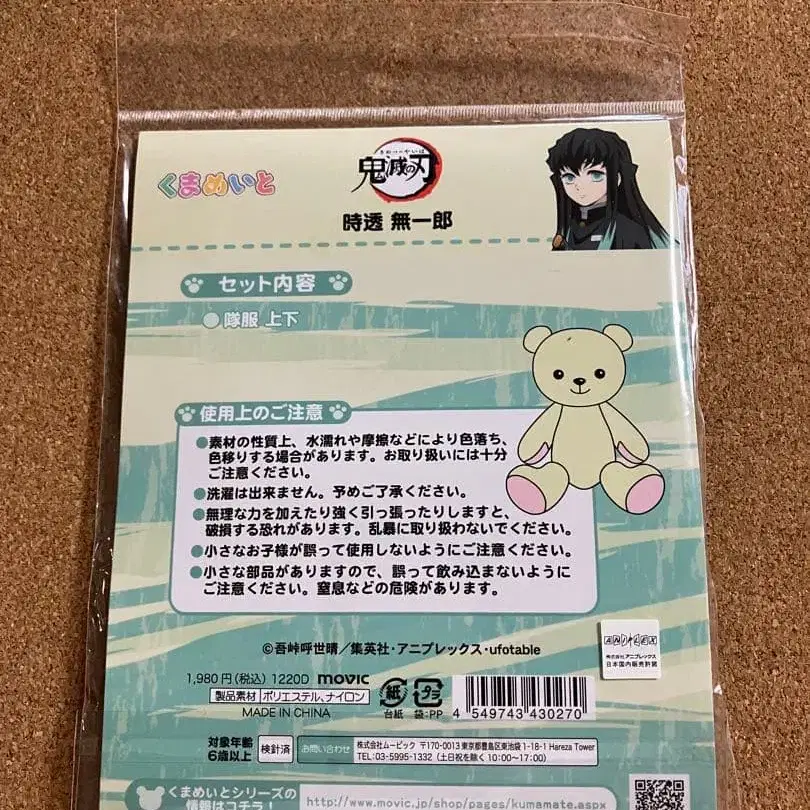 くまめいと
きめつのやいば
鬼滅の刃
時透 無一郎
セット内容
●隊服 上下
使用上のご注意
●素材の性質上、水濡れや摩擦などにより色落ち、
色移りする場合があります。お取り扱いには十分
ご注意ください。
●洗濯は出来ません。予めご了承ください。
●無理な力を加えたり強く引っ張ったりしますと、
破損する恐れがあります。乱暴に取り扱わないでください。
●小さなお子様が誤って使用しないようにご注意ください。
●小さな部品がありますので、誤って飲み込まないように
ご注意ください。窒息などの危険があります。
©吾峠呼世晴／集英社・アニプレックス・ufotable
ANIPLEX
株式会社アニプレックス
日本国内販売許諾
1,980円(税込) 1220D movic
製品素材 ポリエステル、ナイロン
MADE IN CHINA
紙 プラ
台紙 袋:PP
4 549743 430270
対象年齢
6歳以上
検針済
お問い合わせ
株式会社ムービック 〒170-0013 東京都豊島区東池袋1-18-1 Hareza Tower
TEL:03-5995-1332 (土日祝を除く10:00~17:00)
くまめいとシリーズの
情報はコチラ!
http://www.movic.jp/shop/pages/kumamate.aspx